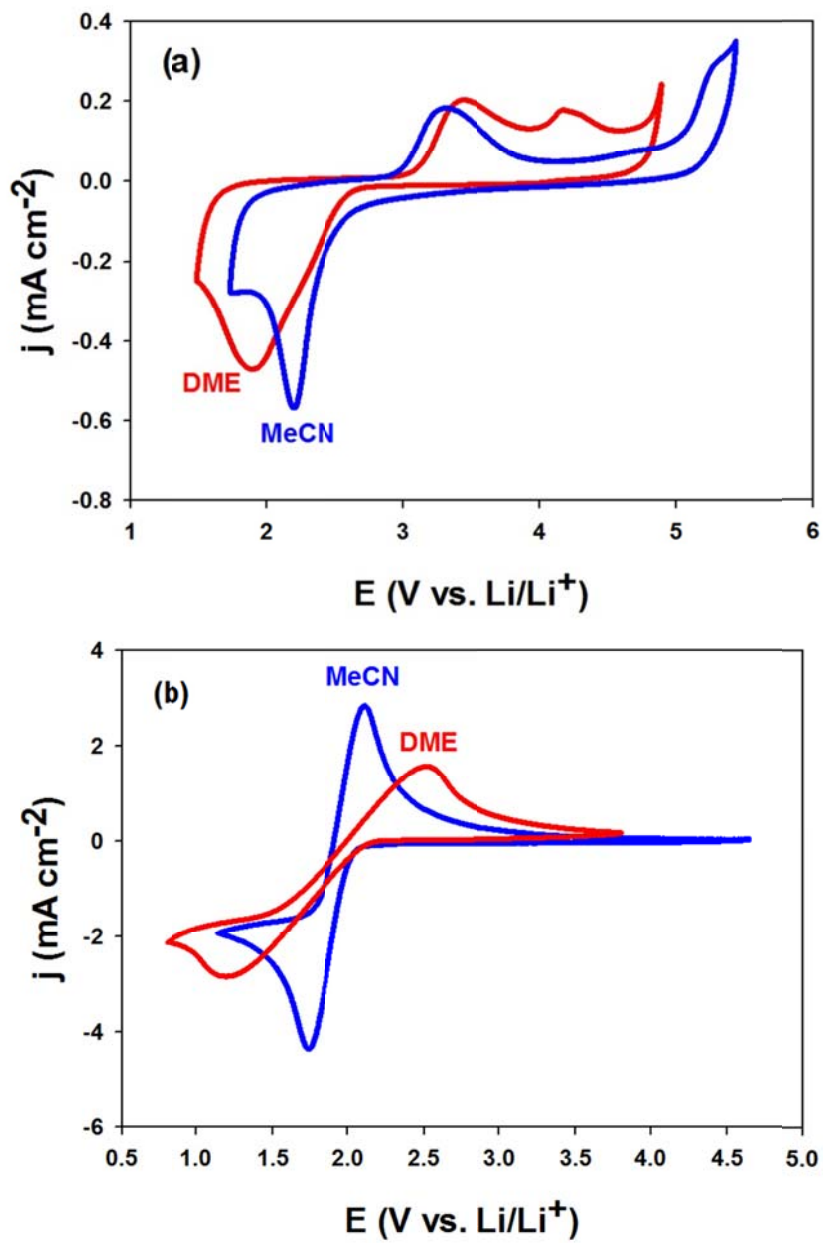 (a)
0.4
0.2
0.0
-0.2
-0.4
-0.6
-0.8
j (mA cm-2)
DME
MeCN
1 2 3 4 5 6
E (V vs. Li/Li+)
(b)
4
2
0
-2
-4
-6
j (mA cm-2)
MeCN
DME
0.5 1.0 1.5 2.0 2.5 3.0 3.5 4.0 4.5 5.0
E (V vs. Li/Li+)